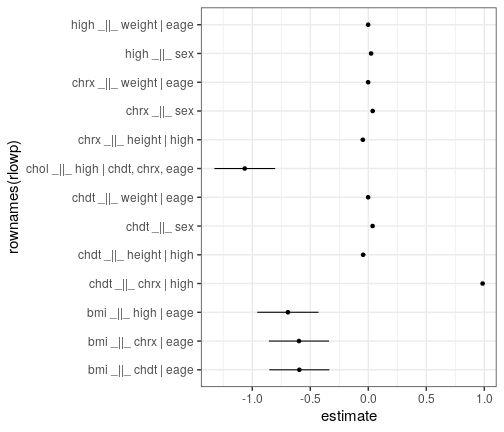 high _||_ weight | eage
high _||_ sex
chrx _||_ weight | eage
chrx _||_ sex
chrx _||_ height | high
chol _||_ high | chdt, chrx, eage
chdt _||_ weight | eage
chdt _||_ sex
chdt _||_ height | high
chdt _||_ chrx | high
bmi _||_ high | eage
bmi _||_ chrx | eage
bmi _||_ chdt | eage
rownames(rlowp)
-1.0 -0.5 0.0 0.5 1.0
estimate